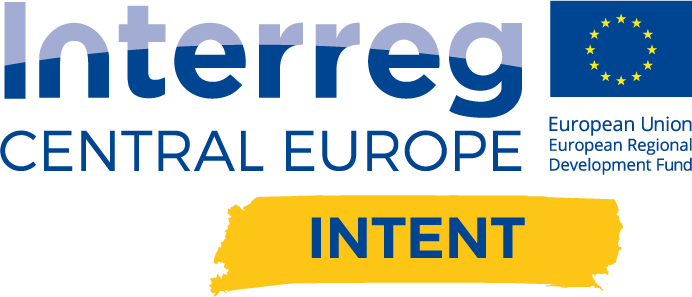 Interreg
CENTRAL EUROPE
European Union
European Regional
Development Fund
INTENT